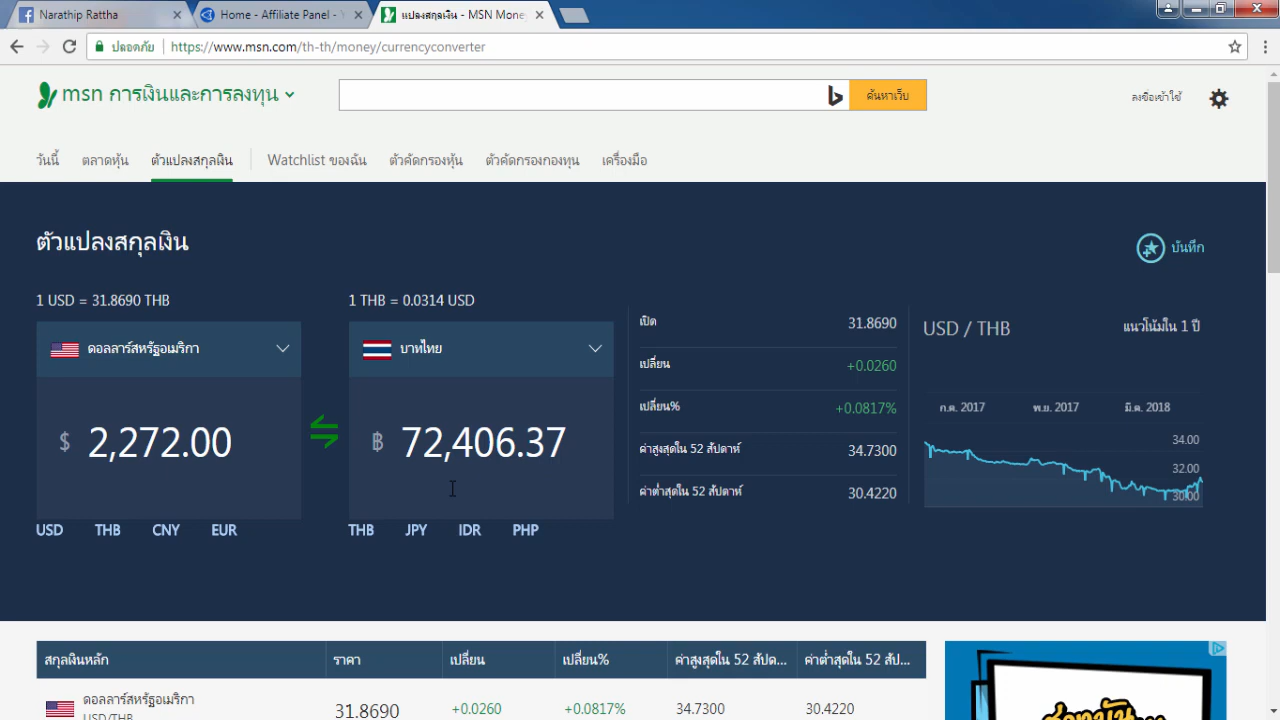 Narathip Rattha
Home - Affiliate Panel -
แปลงสกุลเงิน - MSN Mone
ปลอดภัย
https://www.msn.com/th-th/money/currencyconverter
msn การเงินและการลงทุน
ค้นหาเว็บ
ลงชื่อเข้าใช้
วันนี้ ตลาดหุ้น ตัวแปลงสกุลเงิน Watchlist ของฉัน ตัวคัดกรองหุ้น ตัวคัดกรองกองทุน เครื่องมือ
ตัวแปลงสกุลเงิน
บันทึก
1 USD = 31.8690 THB
1 THB = 0.0314 USD
ดอลลาร์สหรัฐอเมริกา
บาทไทย
$ 2,272.00
฿ 72,406.37
USD THB CNY EUR
THB JPY IDR PHP
เปิด 31.8690
เปลี่ยน +0.0260
เปลี่ยน% +0.0817%
ค่าสูงสุดใน 52 สัปดาห์ 34.7300
ค่าต่ำสุดใน 52 สัปดาห์ 30.4220
USD / THB
แนวโน้มใน 1 ปี
ก.ค. 2017 พ.ย. 2017 มี.ค. 2018
34.00
32.00
30.00
สกุลเงินหลัก ราคา เปลี่ยน เปลี่ยน% ค่าสูงสุดใน 52 สัปด... ค่าต่ำสุดใน 52 สัป...
ดอลลาร์สหรัฐอเมริกา
USD/THB
31.8690 +0.0260 +0.0817% 34.7300 30.4220